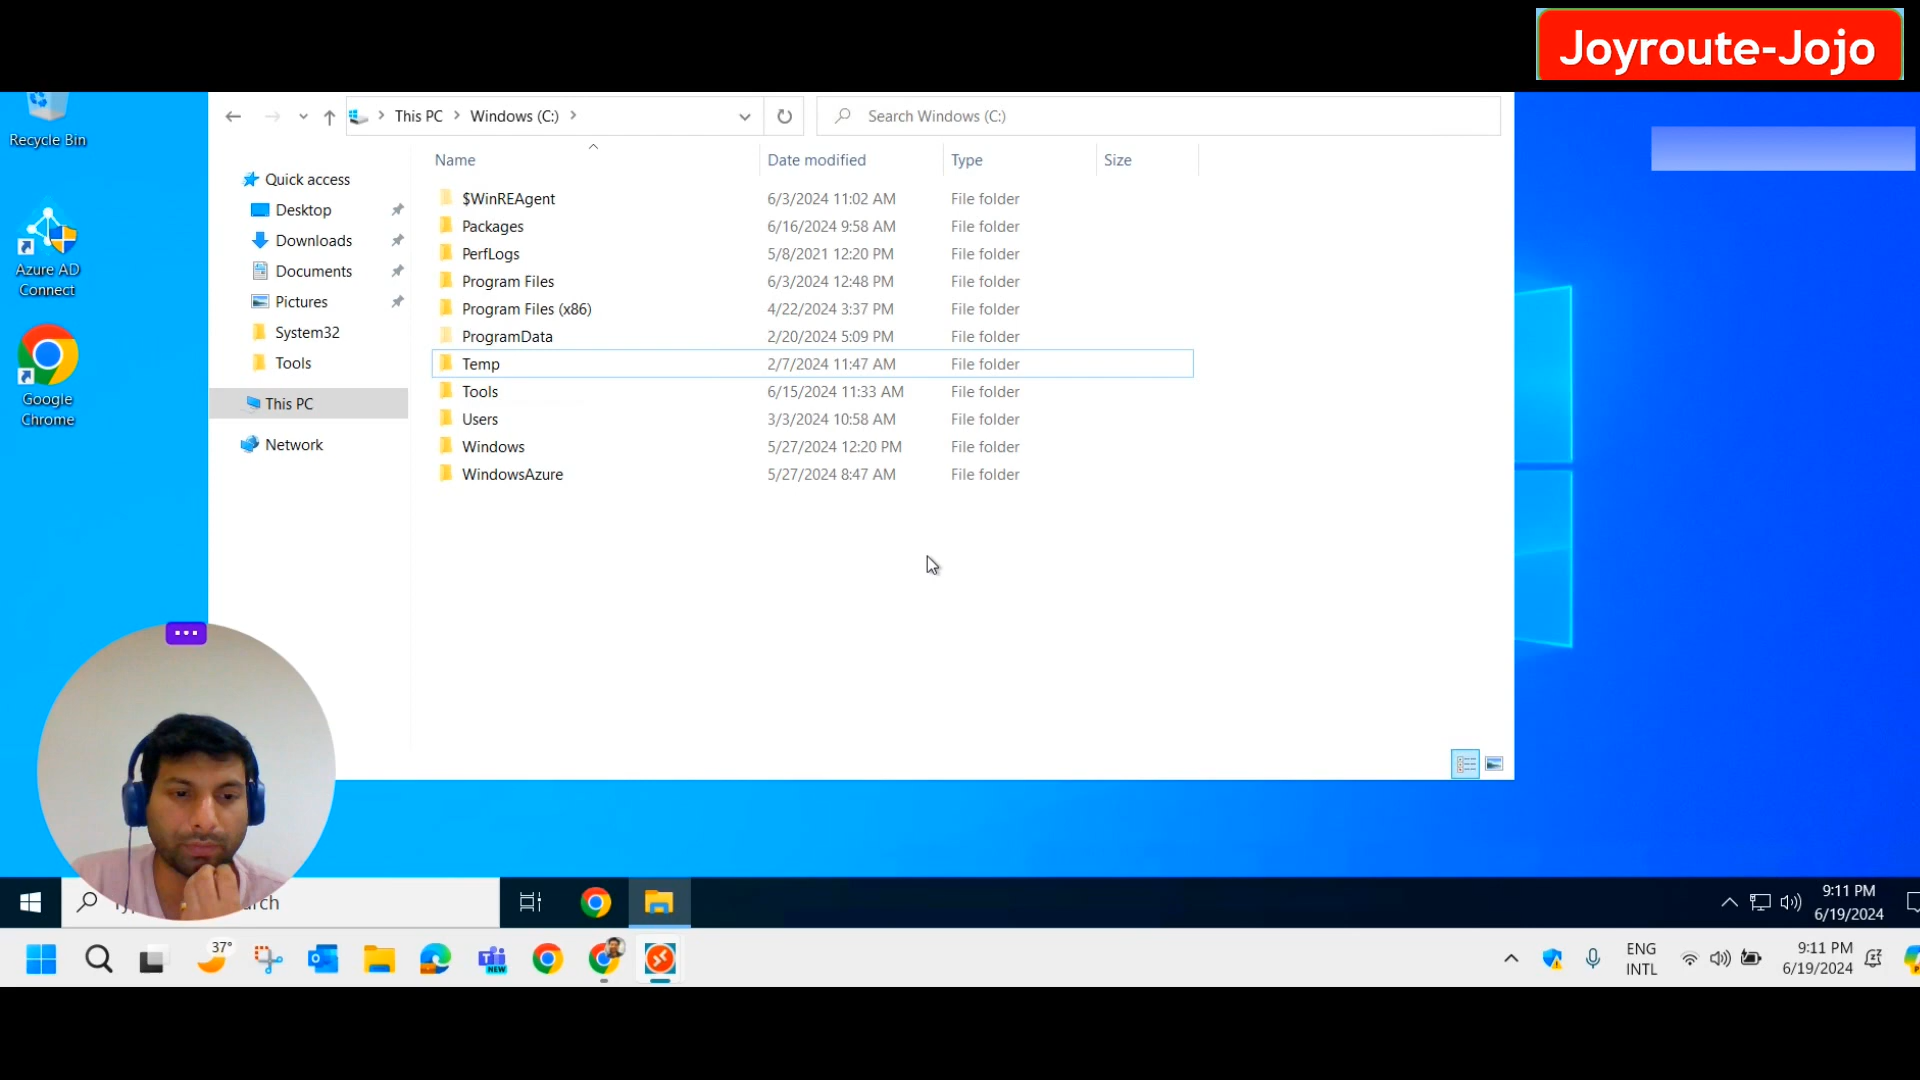 Joyroute-Jojo
Recycle Bin
This PC
Windows (C:)
Search Windows (C:)
Name
Date modified
Type
Size
Quick access
Desktop
Downloads
Documents
Pictures
System32
Tools
This PC
Network
$WinREAgent 6/3/2024 11:02 AM File folder
Packages 6/16/2024 9:58 AM File folder
PerfLogs 5/8/2021 12:20 PM File folder
Program Files 6/3/2024 12:48 PM File folder
Program Files (x86) 4/22/2024 3:37 PM File folder
ProgramData 2/20/2024 5:09 PM File folder
Temp 2/7/2024 11:47 AM File folder
Tools 6/15/2024 11:33 AM File folder
Users 3/3/2024 10:58 AM File folder
Windows 5/27/2024 12:20 PM File folder
WindowsAzure 5/27/2024 8:47 AM File folder
Azure AD
Connect
Google
Chrome
9:11 PM
6/19/2024
37°
NEW
ENG
INTL
9:11 PM
6/19/2024